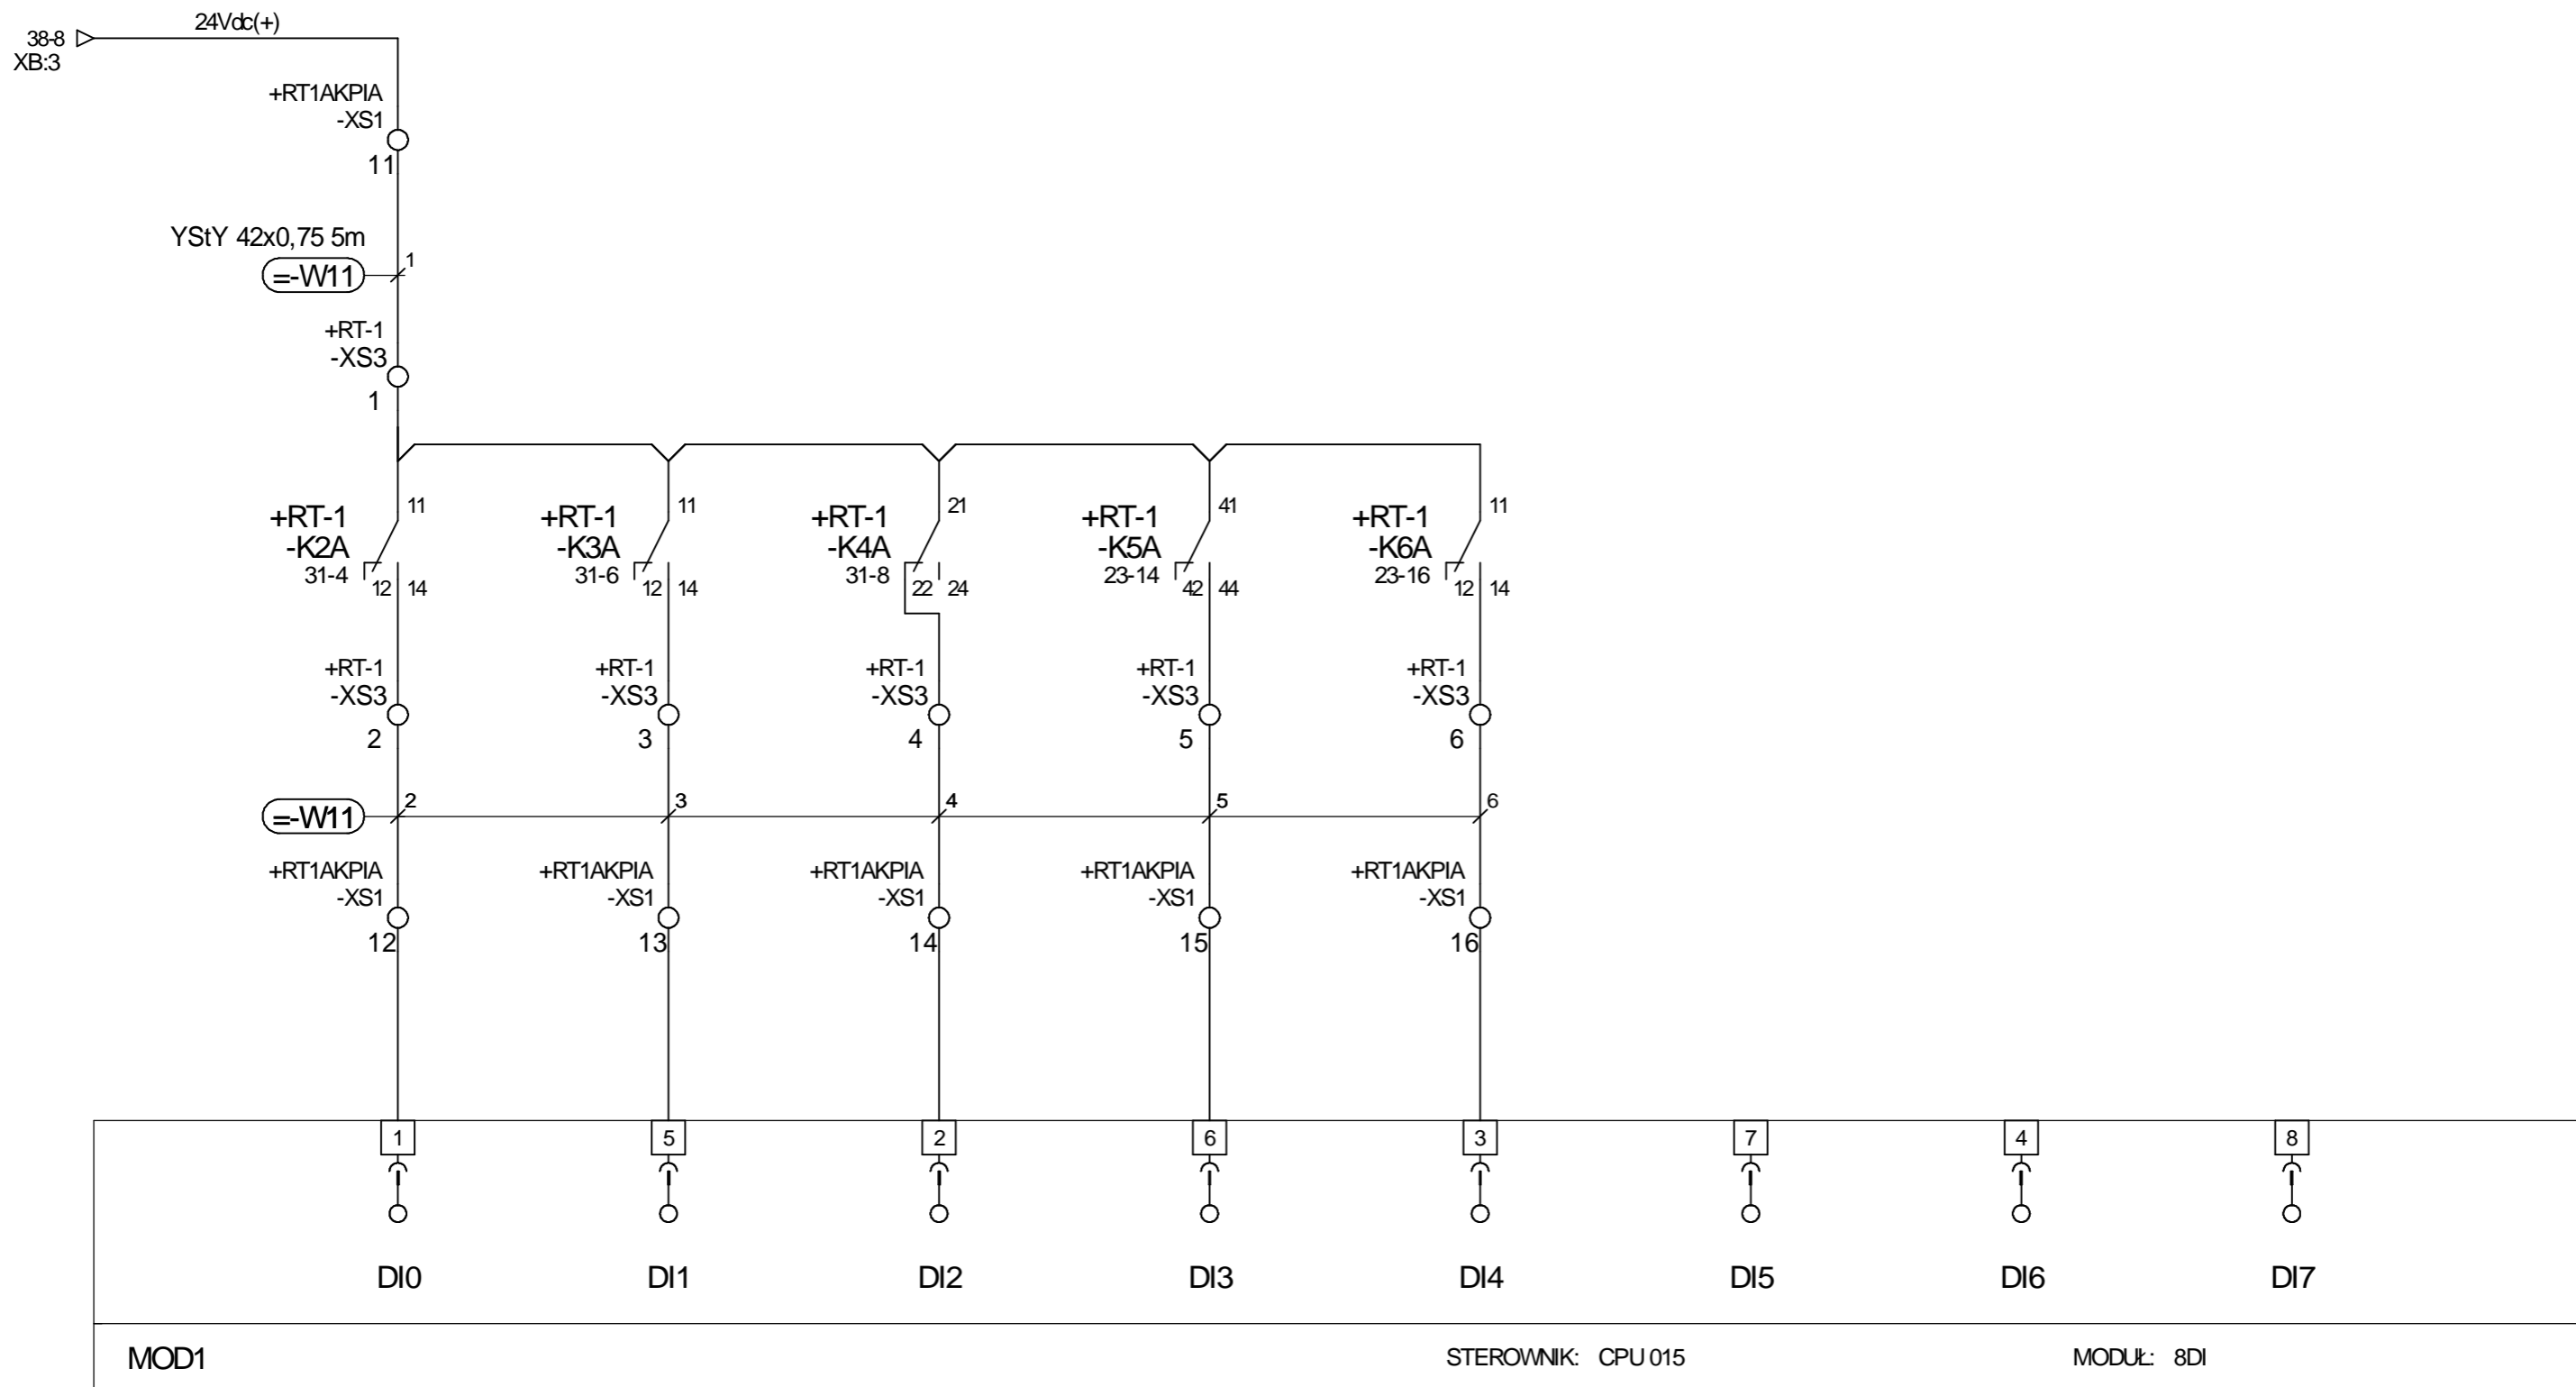 24Vdc(+)
38-8
XB:3
+RT1AKPIA
-XS1
11
YStY 42x0,75 5m
=-W11
1
+RT-1
-XS3
1
+RT-1
-K2A
31-4
11
12
14
+RT-1
-K3A
31-6
11
12
14
+RT-1
-K4A
31-8
21
22
24
+RT-1
-K5A
23-14
41
42
44
+RT-1
-K6A
23-16
11
12
14
+RT-1
-XS3
2
+RT-1
-XS3
3
+RT-1
-XS3
4
+RT-1
-XS3
5
+RT-1
-XS3
6
=-W11
2
3
4
5
6
+RT1AKPIA
-XS1
12
+RT1AKPIA
-XS1
13
+RT1AKPIA
-XS1
14
+RT1AKPIA
-XS1
15
+RT1AKPIA
-XS1
16
1
5
2
6
3
7
4
8
DI0
DI1
DI2
DI3
DI4
DI5
DI6
DI7
MOD1
STEROWNIK: CPU 015
MODUŁ: 8DI